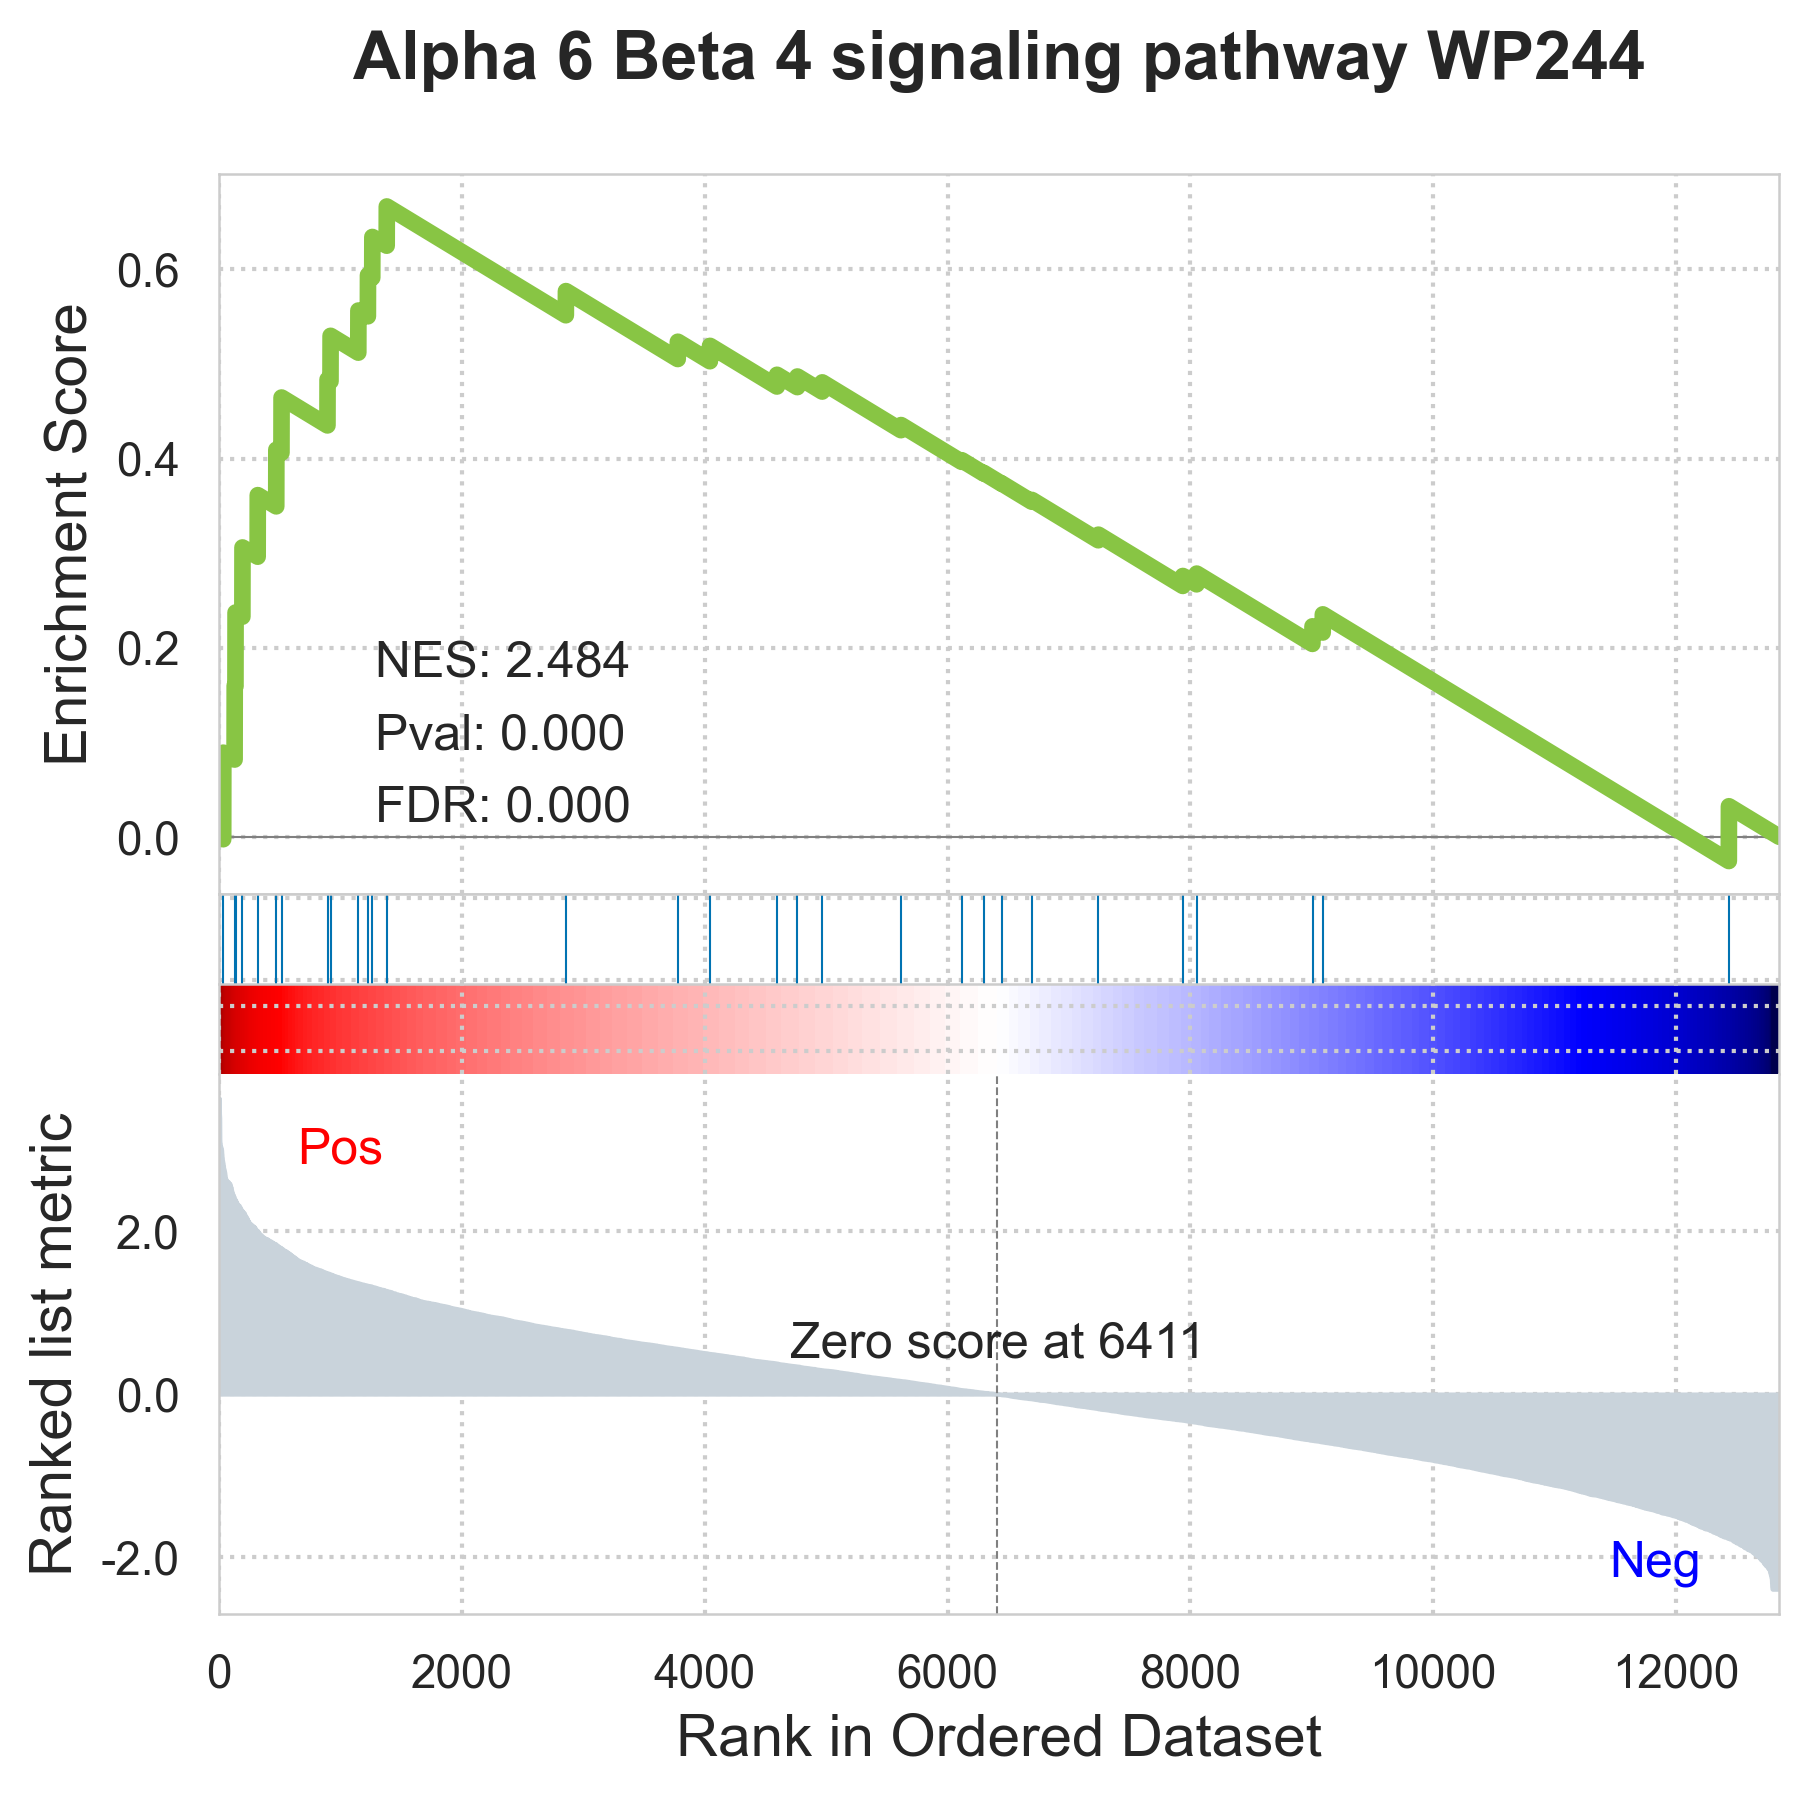 Alpha 6 Beta 4 signaling pathway WP244
Enrichment Score
0.6
0.4
0.2
0.0
NES: 2.484
Pval: 0.000
FDR: 0.000
Ranked list metric
Pos
2.0
0.0
-2.0
Zero score at 6411
Neg
0 2000 4000 6000 8000 10000 12000
Rank in Ordered Dataset